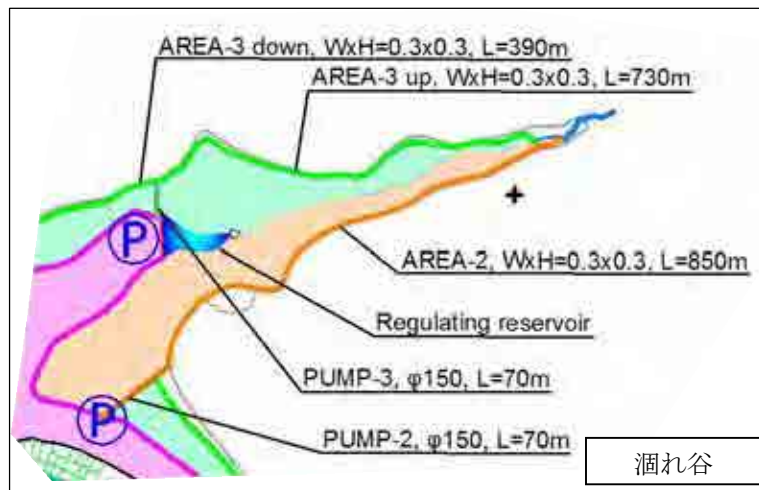 AREA-3 down, WxH=0.3x0.3, L=390m
AREA-3 up, WxH=0.3x0.3, L=730m
P
AREA-2, WxH=0.3x0.3, L=850m
Regulating reservoir
PUMP-3, φ150, L=70m
P
PUMP-2, φ150, L=70m
涸れ谷